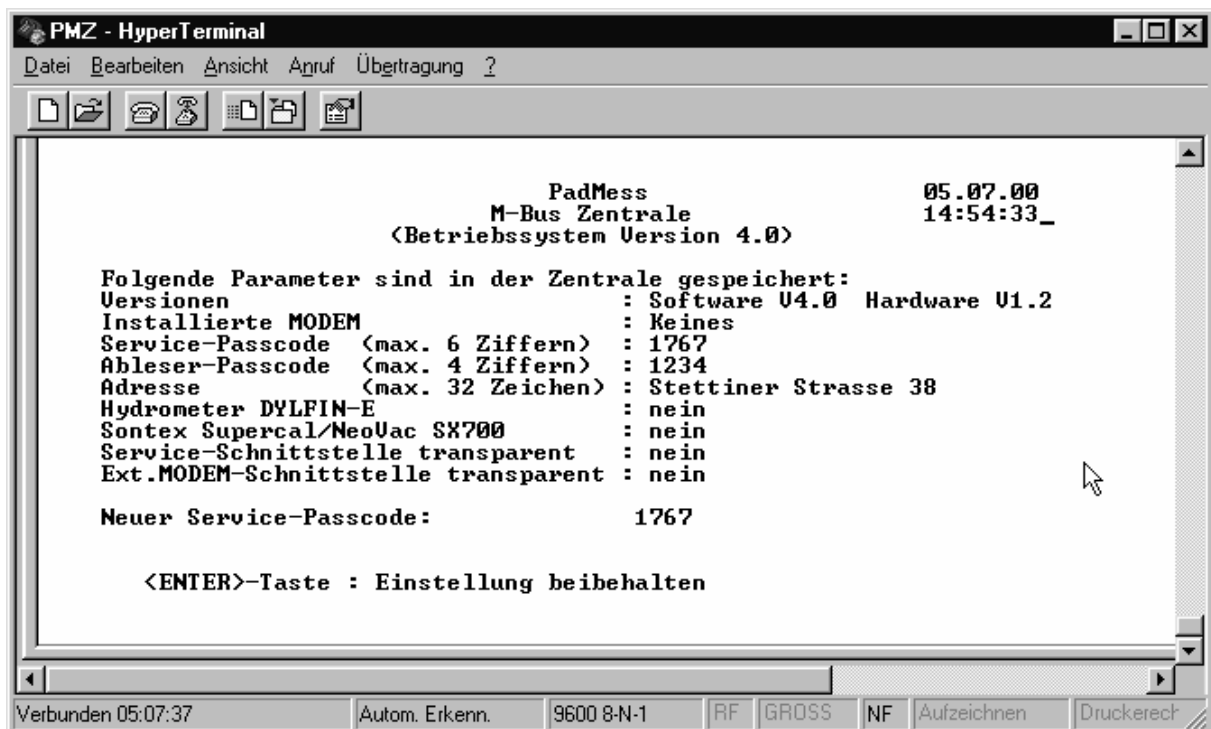 PMZ - HyperTerminal
Datei Bearbeiten Ansicht Anruf Übertragung ?
PadMess 05.07.00
M-Bus Zentrale 14:54:33_
(Betriebssystem Version 4.0)
Folgende Parameter sind in der Zentrale gespeichert:
Versionen : Software V4.0 Hardware V1.2
Installierte MODEM : Keines
Service-Passcode (max. 6 Ziffern) : 1767
Ableser-Passcode (max. 4 Ziffern) : 1234
Adresse (max. 32 Zeichen) : Stettiner Strasse 38
Hydrometer DYLFIN-E : nein
Sontex Supercal/NeoVac SX700 : nein
Service-Schnittstelle transparent : nein
Ext.MODEM-Schnittstelle transparent : nein
Neuer Service-Passcode: 1767
<ENTER>-Taste : Einstellung beibehalten
Verbunden 05:07:37 Autom. Erkenn. 9600 8-N-1 RF GROSS NF Aufzeichnen Druckerech